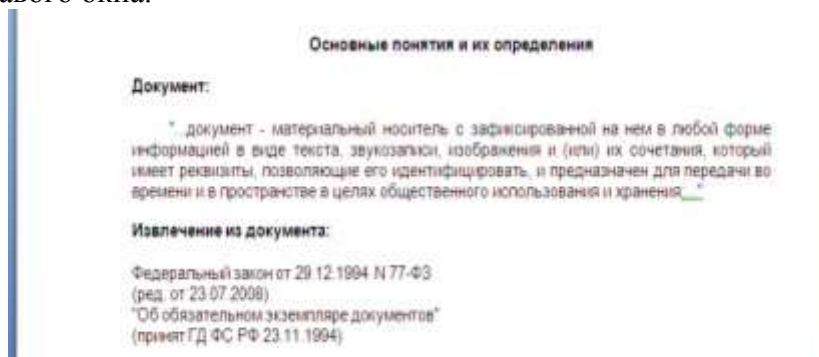 Основные понятия и их определения
Документ:
"...документ - материальный носитель с зафиксированной на нем в любой форме
информацией в виде текста, звукозаписи, изображения и (или) их сочетания, который
имеет реквизиты, позволяющие его идентифицировать, и предназначен для передачи во
времени и в пространстве в целях общественного использования и хранения..."
Извлечение из документа:
Федеральный закон от 29.12.1994 N 77-ФЗ
(ред. от 23.07.2008)
"Об обязательном экземпляре документов"
(принят ГД ФС РФ 23.11.1994)